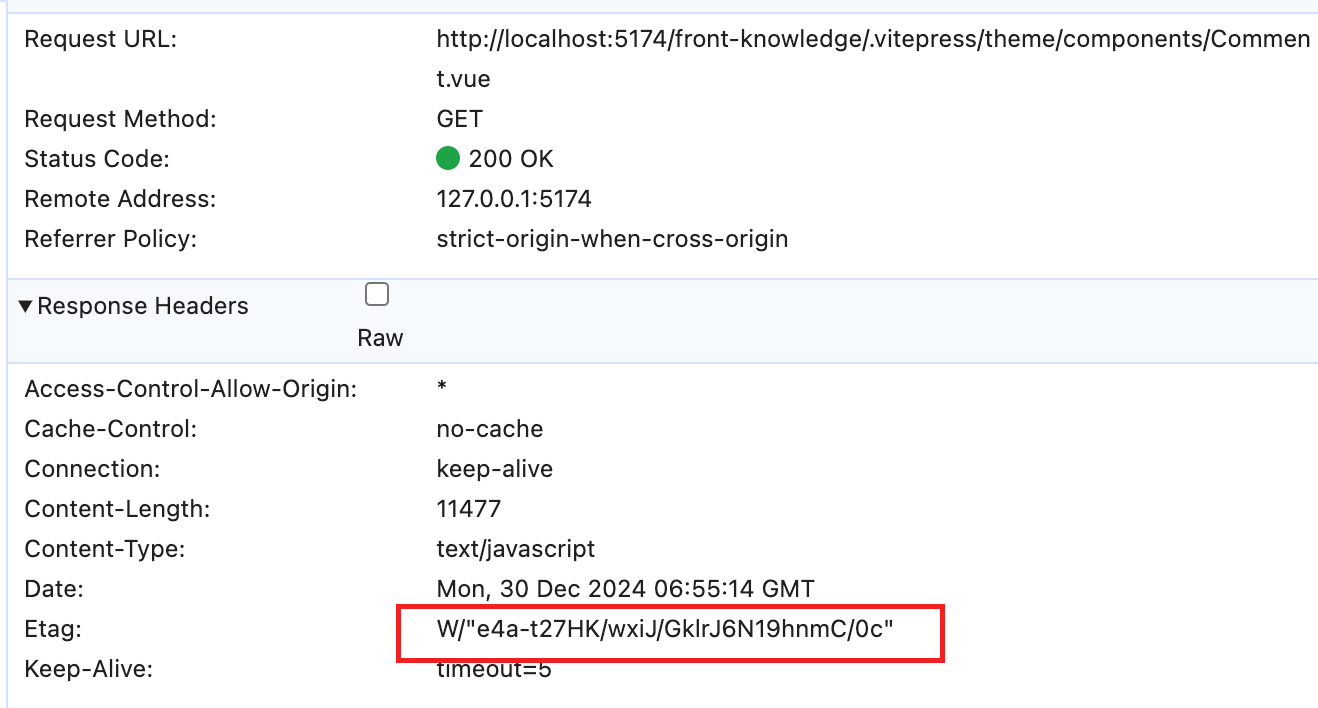 Request URL: http://localhost:5174/front-knowledge/.vitepress/theme/components/Commen
t.vue
Request Method: GET
Status Code: 200 OK
Remote Address: 127.0.0.1:5174
Referrer Policy: strict-origin-when-cross-origin
Response Headers
Raw
Access-Control-Allow-Origin: *
Cache-Control: no-cache
Connection: keep-alive
Content-Length: 11477
Content-Type: text/javascript
Date: Mon, 30 Dec 2024 06:55:14 GMT
Etag: W/"e4a-t27HK/wxiJ/GklrJ6N19hnmC/0c"
Keep-Alive: timeout=5